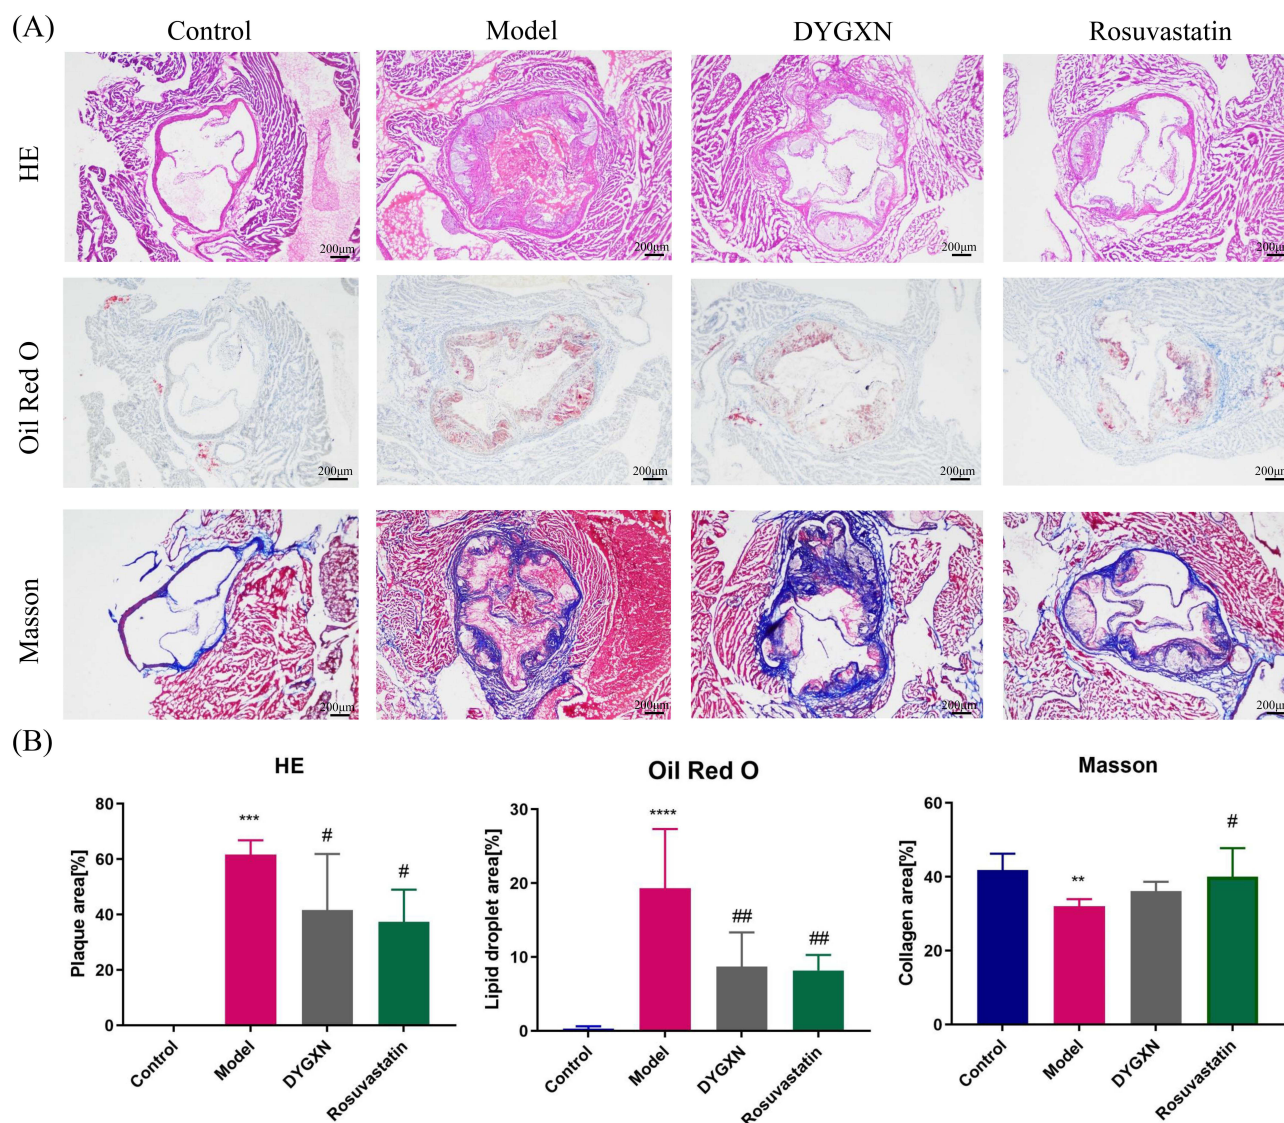 (A)
Control
Model
DYGXN
Rosuvastatin
HE
200μm
200μm
200μm
200μm
Oil Red O
200μm
200μm
200μm
200μm
Masson
200μm
200μm
200μm
200μm
(B)
HE
Plaque area[%]
80
60
40
20
0
***
#
#
Control
Model
DYGXN
Rosuvastatin
Oil Red O
Lipid droplet area[%]
30
20
10
0
****
##
##
Control
Model
DYGXN
Rosuvastatin
Masson
Collagen area[%]
60
40
20
0
**
#
Control
Model
DYGXN
Rosuvastatin